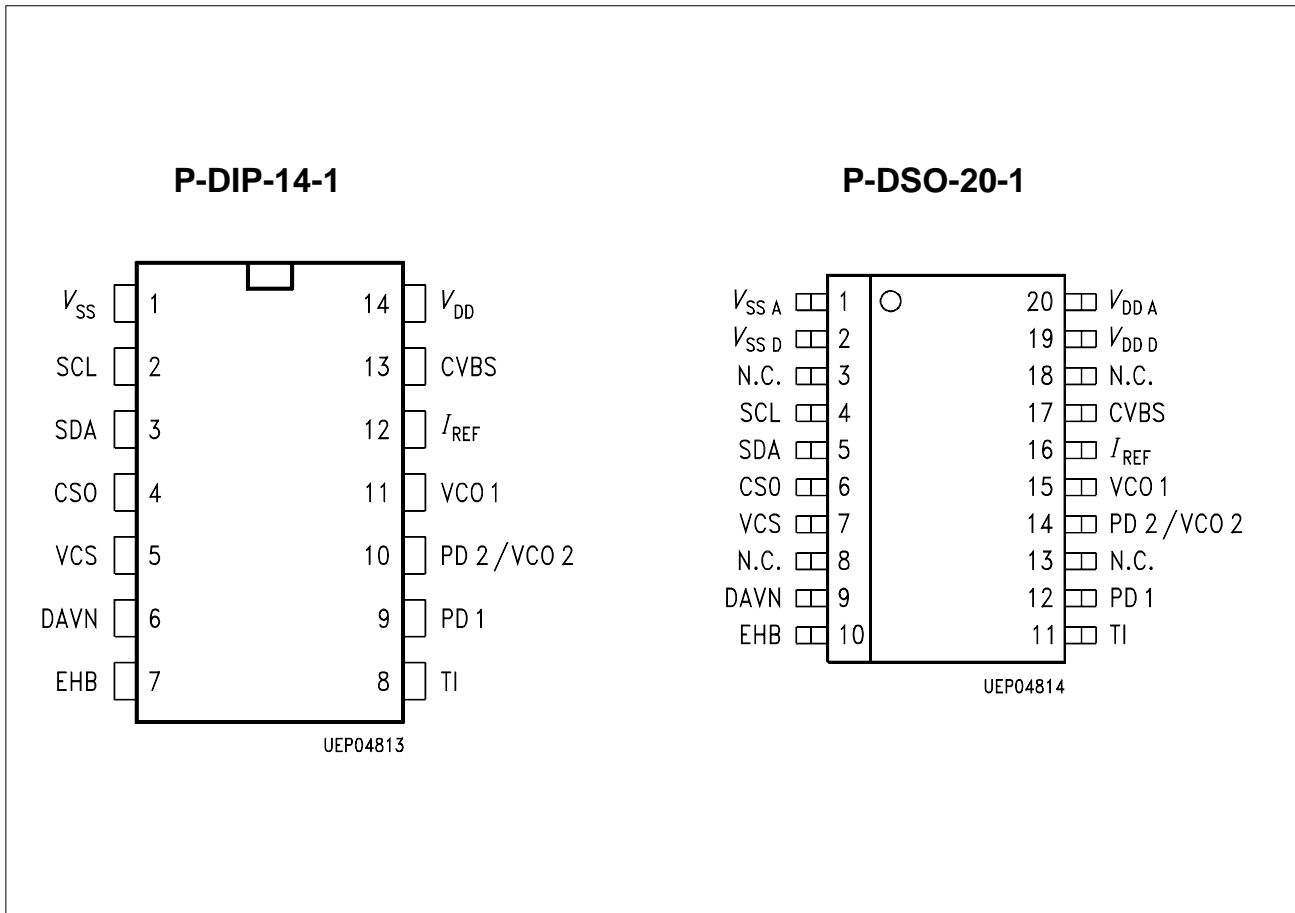 P-DIP-14-1
VSS 1 14 VDD
SCL 2 13 CVBS
SDA 3 12 IREF
CSO 4 11 VCO 1
VCS 5 10 PD 2 / VCO 2
DAVN 6 9 PD 1
EHB 7 8 TI
UEP04813
P-DSO-20-1
VSS A 1 20 VDD A
VSS D 2 19 VDD D
N.C. 3 18 N.C.
SCL 4 17 CVBS
SDA 5 16 IREF
CSO 6 15 VCO 1
VCS 7 14 PD 2 / VCO 2
N.C. 8 13 N.C.
DAVN 9 12 PD 1
EHB 10 11 TI
UEP04814